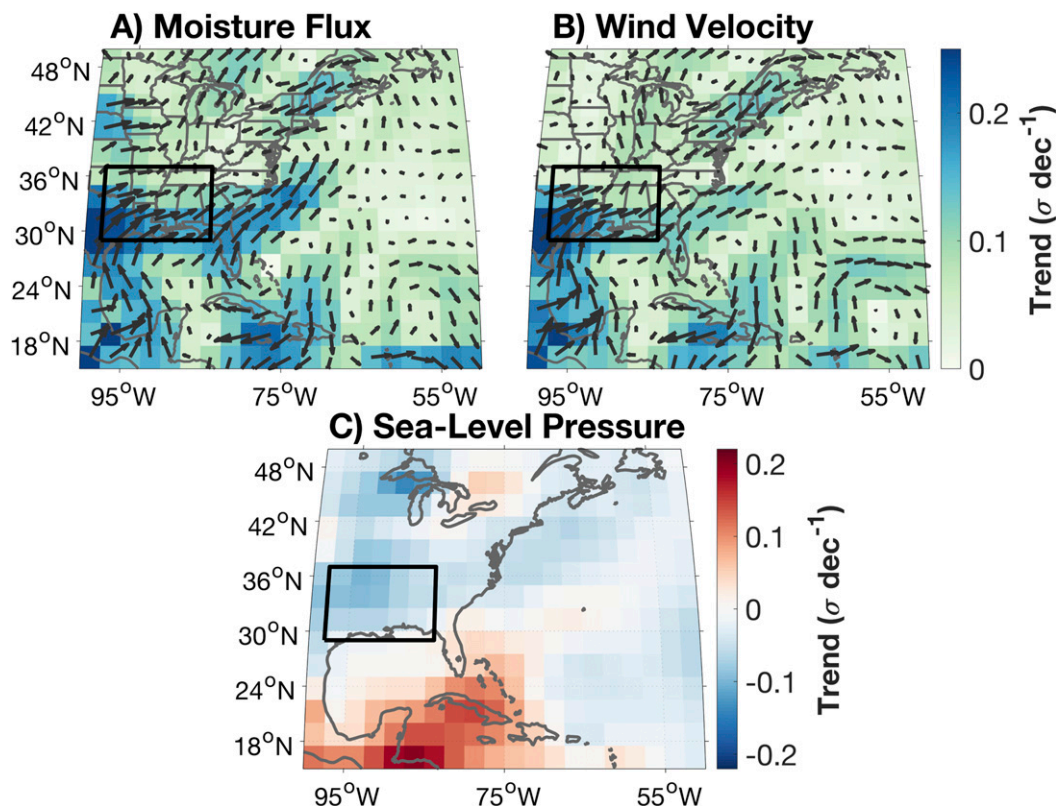 A) Moisture Flux
B) Wind Velocity
48°N
42°N
36°N
30°N
24°N
18°N
95°W
75°W
55°W
48°N
42°N
36°N
30°N
24°N
18°N
95°W
75°W
55°W
0.2
0.1
0
Trend (σ dec⁻¹)
C) Sea-Level Pressure
48°N
42°N
36°N
30°N
24°N
18°N
95°W
75°W
55°W
0.2
0.1
0
-0.1
-0.2
Trend (σ dec⁻¹)